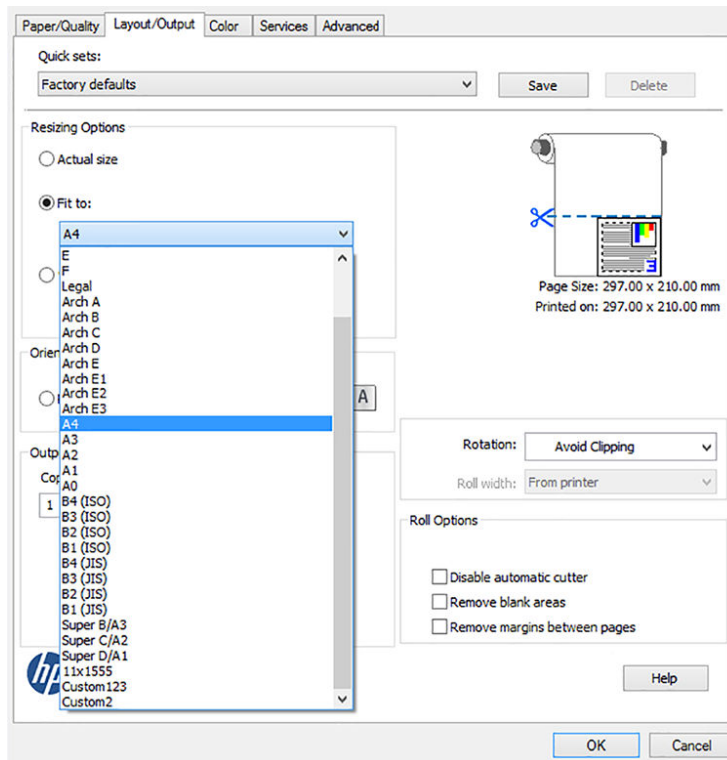 Paper/Quality Layout/Output Color Services Advanced
Quick sets:
Factory defaults
Save
Delete
Resizing Options
Actual size
Fit to:
A4
E
F
Legal
Arch A
Arch B
Arch C
Arch D
Arch E
Arch E1
Arch E2
Arch E3
A4
A3
A2
A1
A0
B4 (ISO)
B3 (ISO)
B2 (ISO)
B1 (ISO)
B4 (JIS)
B3 (JIS)
B2 (JIS)
B1 (JIS)
Super B/A3
Super C/A2
Super D/A1
11x1555
Custom123
Custom2
Orien
A
Outp
Cop
1
E
Page Size: 297.00 x 210.00 mm
Printed on: 297.00 x 210.00 mm
Rotation: Avoid Clipping
Roll width: From printer
Roll Options
Disable automatic cutter
Remove blank areas
Remove margins between pages
hp
Help
OK
Cancel